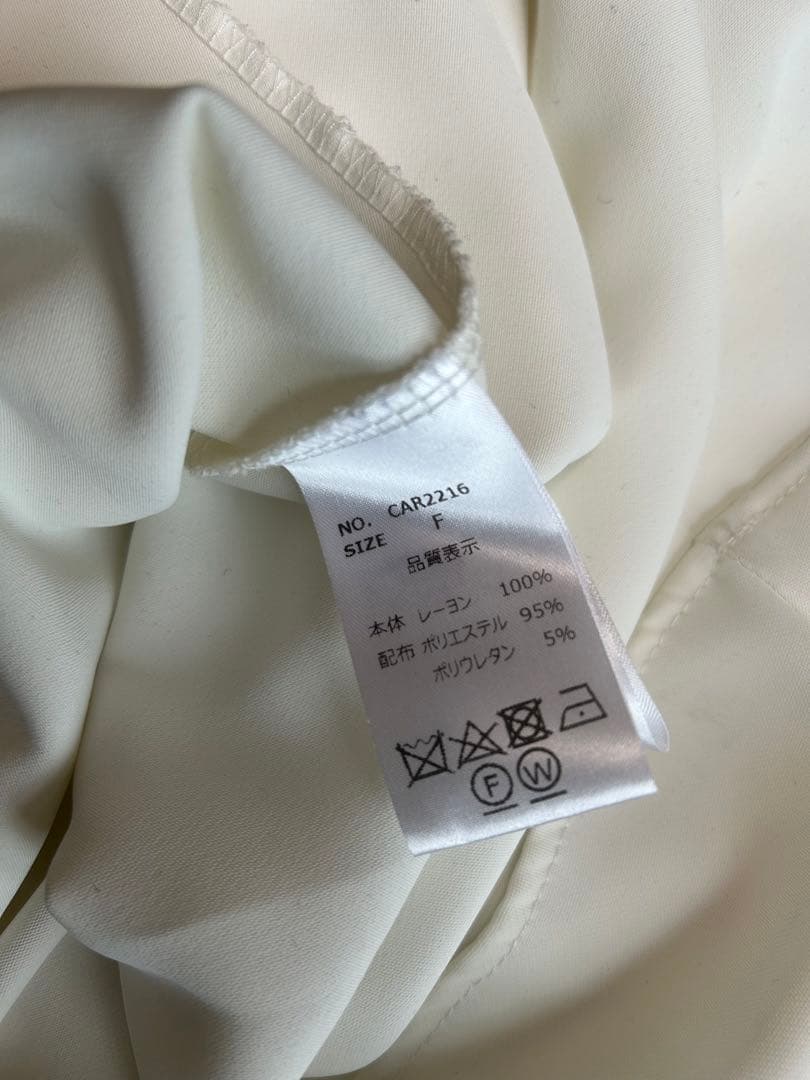 NO. CAR2216
SIZE F
品質表示
本体 レーヨン 100%
配布 ポリエステル 95%
ポリウレタン 5%
F W